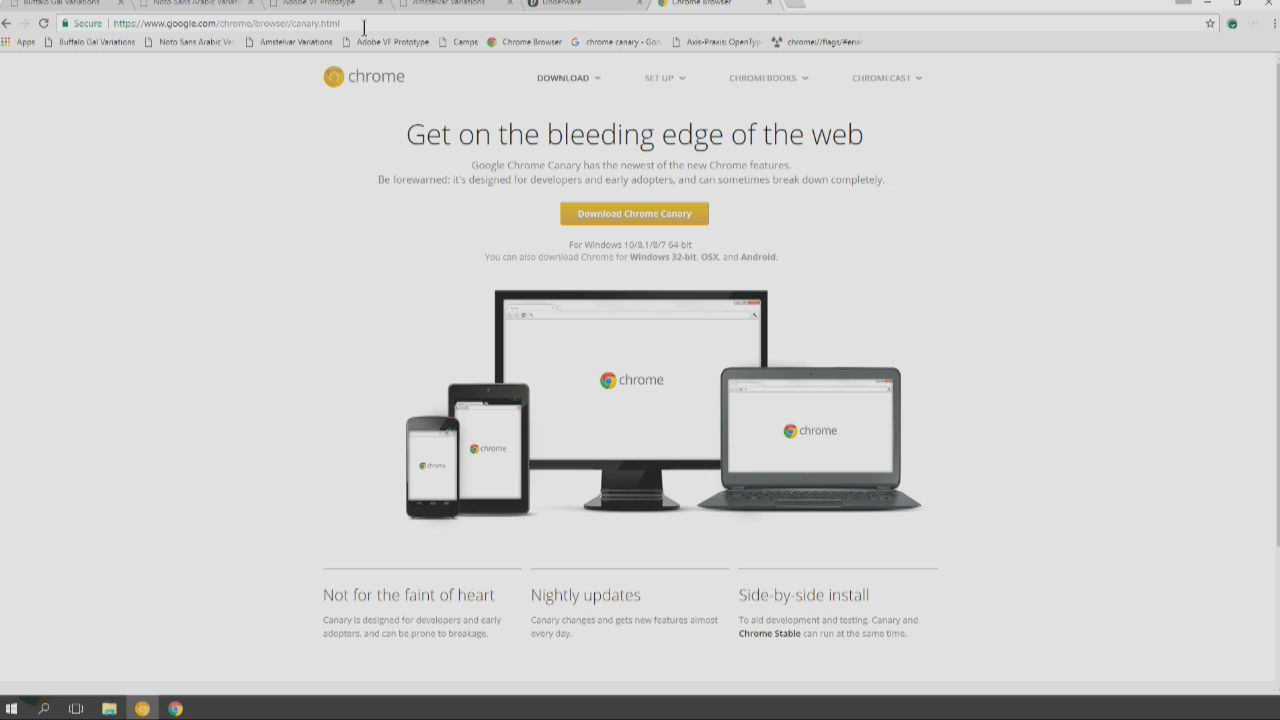 Buffalo Gal Variations
Noto Sans Arabic Varia
Adobe VF Prototype
Amstelvar Variations
Underware
Chrome Browser
Secure https://www.google.com/chrome/browser/canary.html
Apps Buffalo Gal Variations Noto Sans Arabic Var Amstelvar Variations Adobe VF Prototype Camps Chrome Browser chrome canary - Goo Axis-Praxis: OpenTyp chrome://flags/#enar
chrome
DOWNLOAD SET UP CHROMEBOOKS CHROMECAST
Get on the bleeding edge of the web
Google Chrome Canary has the newest of the new Chrome features.
Be forewarned: it's designed for developers and early adopters, and can sometimes break down completely.
Download Chrome Canary
For Windows 10/8.1/8/7 64-bit
You can also download Chrome for Windows 32-bit, OSX, and Android.
chrome
chrome
chrome
chrome
Not for the faint of heart
Canary is designed for developers and early
adopters, and can be prone to breakage.
Nightly updates
Canary changes and gets new features almost
every day.
Side-by-side install
To aid development and testing, Canary and
Chrome Stable can run at the same time.